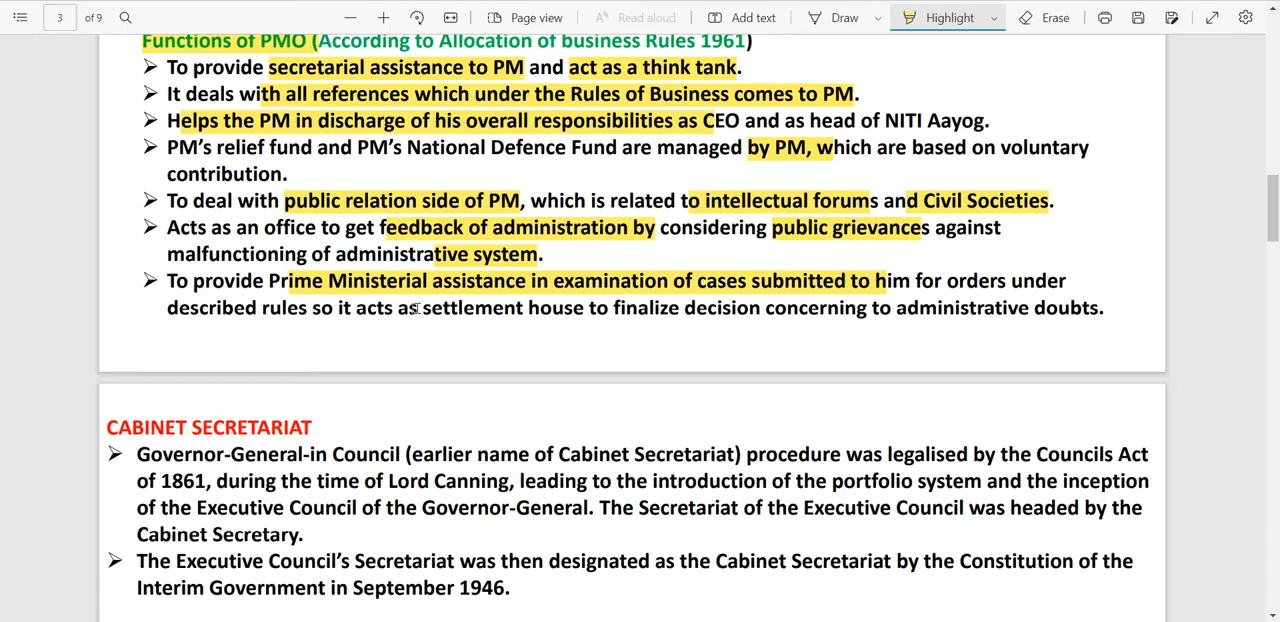 3 of 9 Page view Read aloud Add text Draw Highlight Erase
Functions of PMO (According to Allocation of business Rules 1961)
➢ To provide secretarial assistance to PM and act as a think tank.
➢ It deals with all references which under the Rules of Business comes to PM.
➢ Helps the PM in discharge of his overall responsibilities as CEO and as head of NITI Aayog.
➢ PM's relief fund and PM's National Defence Fund are managed by PM, which are based on voluntary
contribution.
➢ To deal with public relation side of PM, which is related to intellectual forums and Civil Societies.
➢ Acts as an office to get feedback of administration by considering public grievances against
malfunctioning of administrative system.
➢ To provide Prime Ministerial assistance in examination of cases submitted to him for orders under
described rules so it acts as settlement house to finalize decision concerning to administrative doubts.
CABINET SECRETARIAT
➢ Governor-General-in Council (earlier name of Cabinet Secretariat) procedure was legalised by the Councils Act
of 1861, during the time of Lord Canning, leading to the introduction of the portfolio system and the inception
of the Executive Council of the Governor-General. The Secretariat of the Executive Council was headed by the
Cabinet Secretary.
➢ The Executive Council's Secretariat was then designated as the Cabinet Secretariat by the Constitution of the
Interim Government in September 1946.